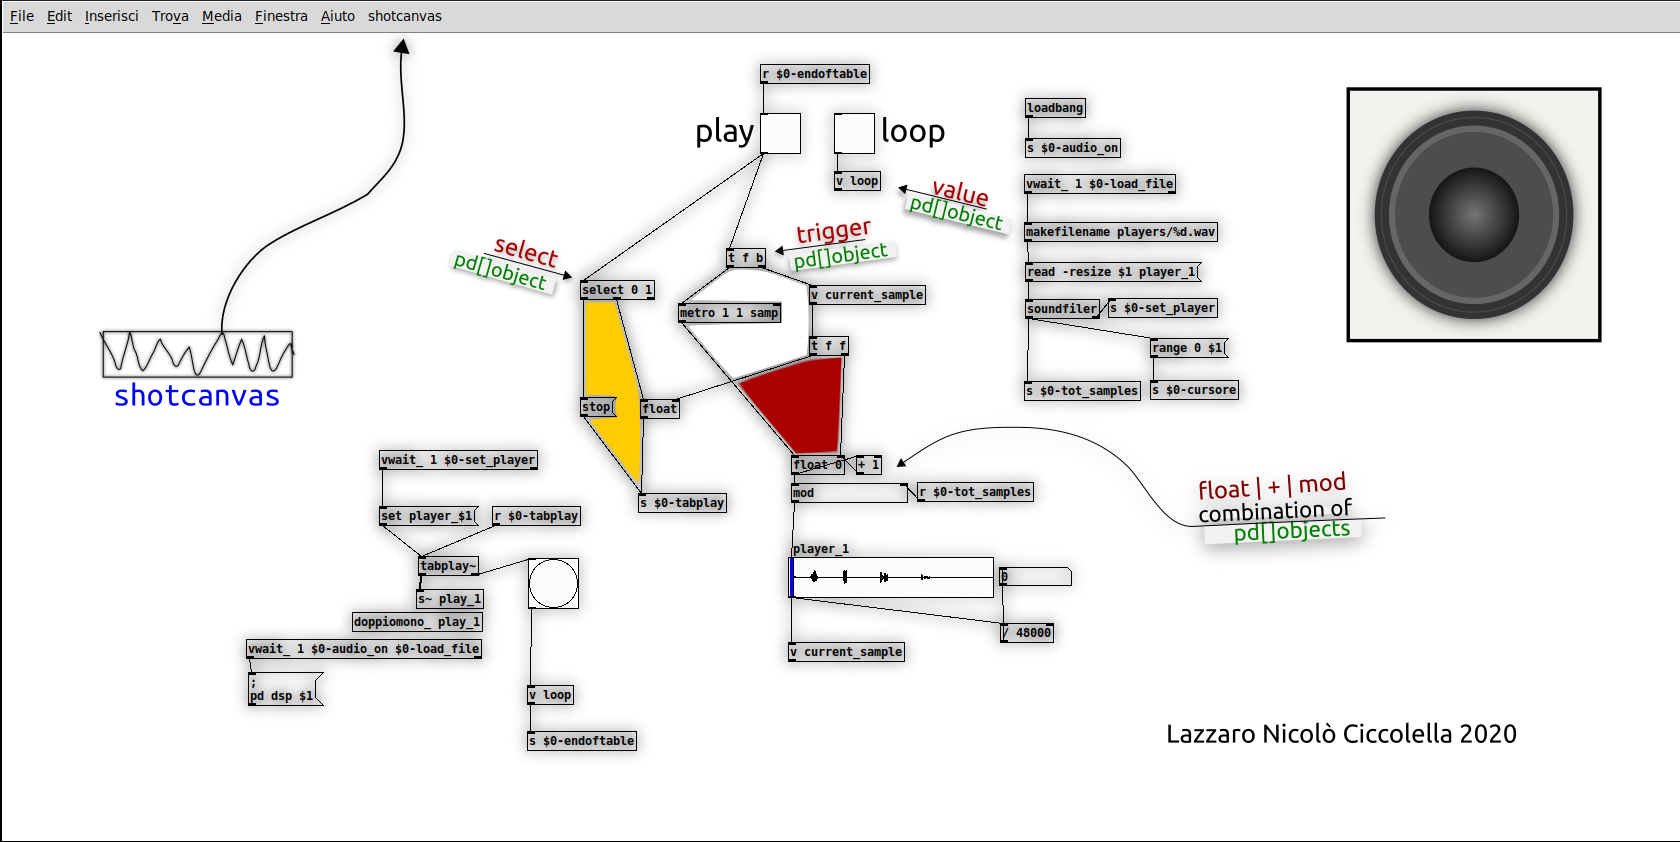 File Edit Inserisci Trova Media Finestra Aiuto shotcanvas
r $0-endoftable
play
loop
v loop
value
pd[]object
trigger
pd[]object
select
pd[]object
t f b
select 0 1
metro 1 1 samp
v current_sample
t f f
stop
float
s $0-tabplay
float 0
+ 1
mod
r $0-tot_samples
player_1
0
/ 48000
v current_sample
loadbang
s $0-audio_on
vwait_ 1 $0-load_file
makefilename players/%d.wav
read -resize $1 player_1
soundfiler
s $0-set_player
range 0 $1
s $0-tot_samples
s $0-cursore
shotcanvas
vwait_ 1 $0-set_player
set player_$1
r $0-tabplay
tabplay~
s~ play_1
doppiomono_ play_1
vwait_ 1 $0-audio_on $0-load_file
;
pd dsp $1
v loop
s $0-endoftable
float | + | mod
combination of
pd[]objects
Lazzaro Nicolò Ciccolella 2020